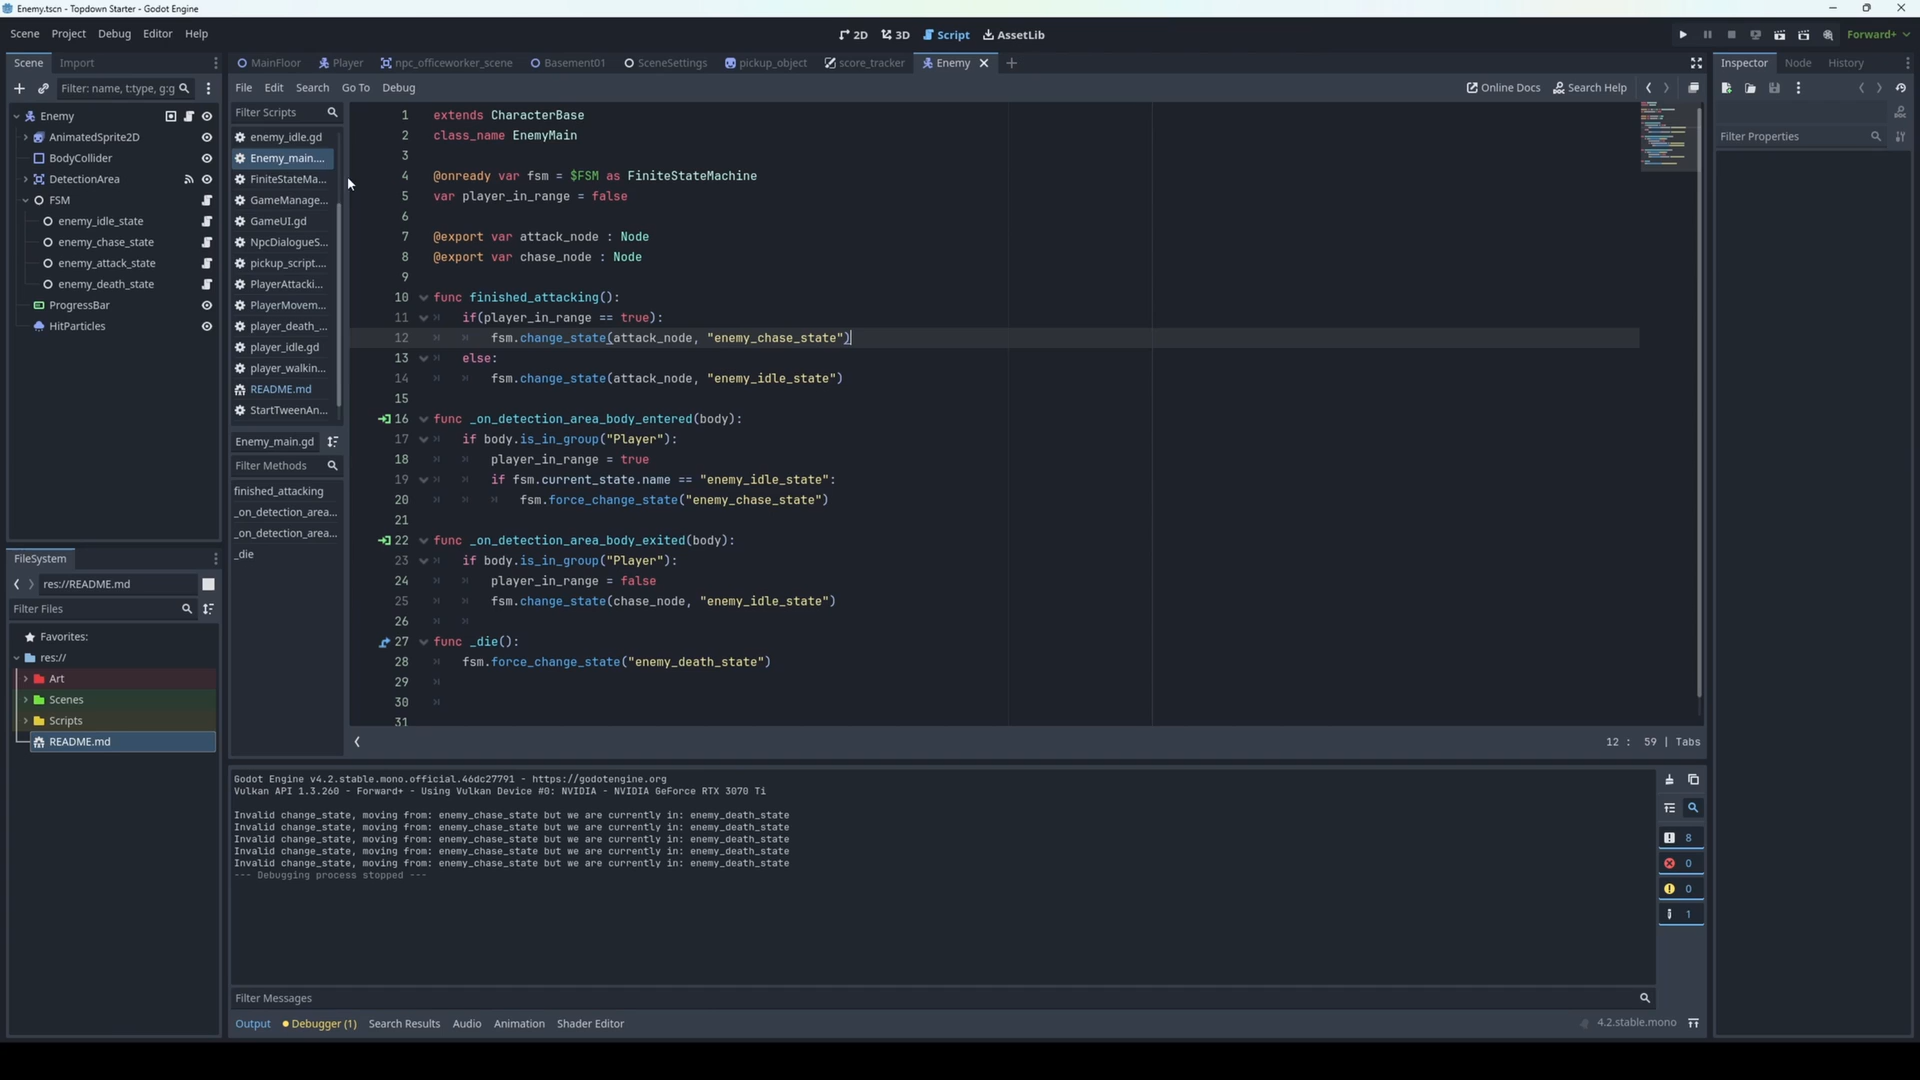 Enemy.tscn - Topdown Starter - Godot Engine
Scene Project Debug Editor Help
2D 3D Script AssetLib
Forward+
Scene Import
MainFloor Player npc_officeworker_scene Basement01 SceneSettings pickup_object score_tracker Enemy
Inspector Node History
Filter: name, t:type, g:g
File Edit Search Go To Debug
Online Docs Search Help
Filter Properties
Enemy
AnimatedSprite2D
BodyCollider
DetectionArea
FSM
enemy_idle_state
enemy_chase_state
enemy_attack_state
enemy_death_state
ProgressBar
HitParticles
Filter Scripts
enemy_idle.gd
Enemy_main....
FiniteStateMa...
GameManage...
GameUI.gd
NpcDialogueS...
pickup_script....
PlayerAttacki...
PlayerMovem...
player_death_...
player_idle.gd
player_walkin...
README.md
StartTweenAn...
Enemy_main.gd
Filter Methods
finished_attacking
_on_detection_area...
_on_detection_area...
_die
1 extends CharacterBase
2 class_name EnemyMain
3
4 @onready var fsm = $FSM as FiniteStateMachine
5 var player_in_range = false
6
7 @export var attack_node : Node
8 @export var chase_node : Node
9
10 func finished_attacking():
11 if(player_in_range == true):
12 fsm.change_state(attack_node, "enemy_chase_state")
13 else:
14 fsm.change_state(attack_node, "enemy_idle_state")
15
16 func _on_detection_area_body_entered(body):
17 if body.is_in_group("Player"):
18 player_in_range = true
19 if fsm.current_state.name == "enemy_idle_state":
20 fsm.force_change_state("enemy_chase_state")
21
22 func _on_detection_area_body_exited(body):
23 if body.is_in_group("Player"):
24 player_in_range = false
25 fsm.change_state(chase_node, "enemy_idle_state")
26
27 func _die():
28 fsm.force_change_state("enemy_death_state")
29
30
31
12 : 59 | Tabs
FileSystem
res://README.md
Filter Files
Favorites:
res://
Art
Scenes
Scripts
README.md
Godot Engine v4.2.stable.mono.official.46dc27791 - https://godotengine.org
Vulkan API 1.3.260 - Forward+ - Using Vulkan Device #0: NVIDIA - NVIDIA GeForce RTX 3070 Ti
Invalid change_state, moving from: enemy_chase_state but we are currently in: enemy_death_state
Invalid change_state, moving from: enemy_chase_state but we are currently in: enemy_death_state
Invalid change_state, moving from: enemy_chase_state but we are currently in: enemy_death_state
Invalid change_state, moving from: enemy_chase_state but we are currently in: enemy_death_state
Invalid change_state, moving from: enemy_chase_state but we are currently in: enemy_death_state
--- Debugging process stopped ---
8
0
0
1
Filter Messages
Output Debugger (1) Search Results Audio Animation Shader Editor
4.2.stable.mono